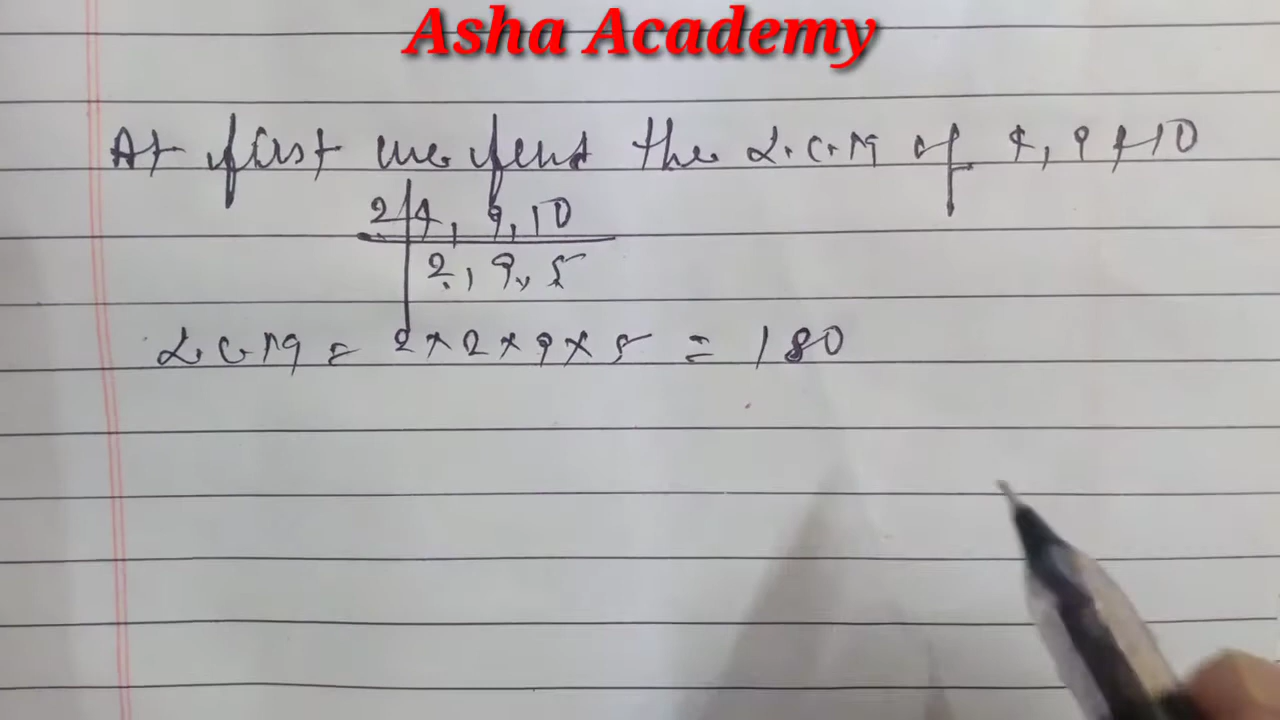 Asha Academy
At first we find the L.C.M of 4, 9 & 10
2 | 4, 9, 10
2, 9, 5
L.C.M = 2 × 2 × 9 × 5 = 180